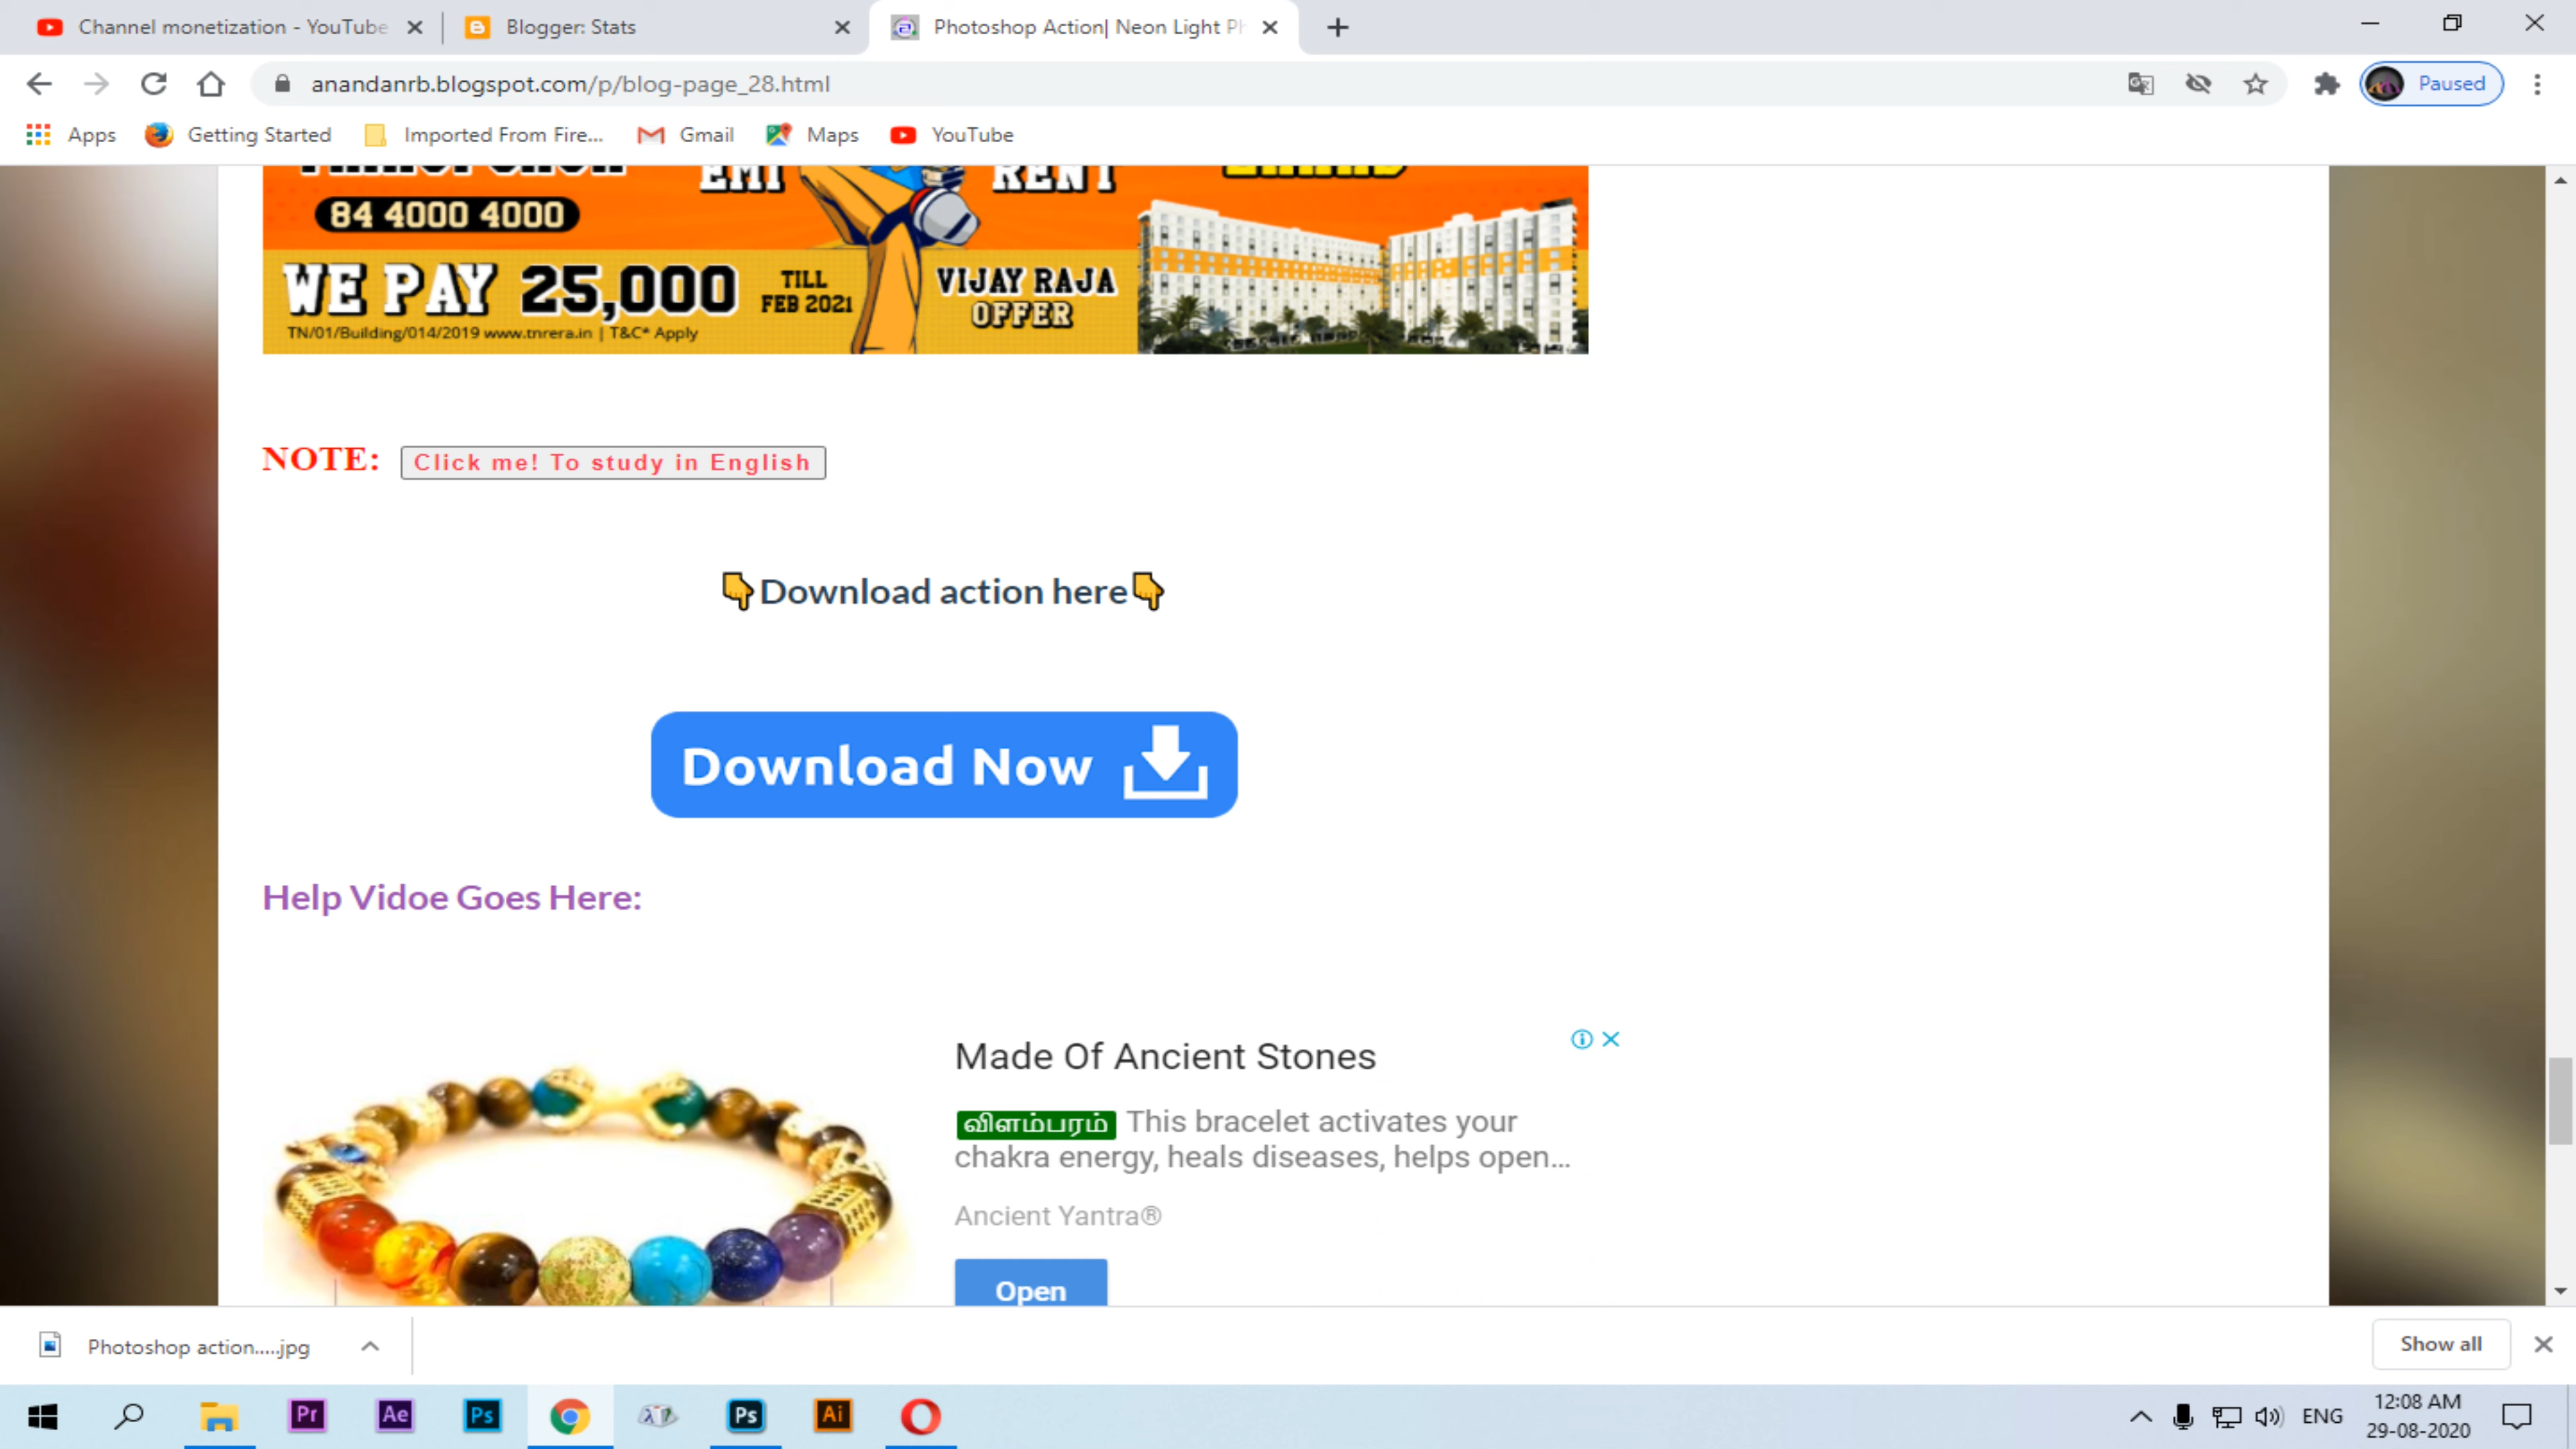 Channel monetization - YouTube
Blogger: Stats
Photoshop Action| Neon Light Ph
anandanrb.blogspot.com/p/blog-page_28.html
Paused
Apps
Getting Started
Imported From Fire...
Gmail
Maps
YouTube
EMI
RENT
84 4000 4000
WE PAY 25,000
TILL
FEB 2021
VIJAY RAJA
OFFER
TN/01/Building/014/2019 www.tnrera.in | T&C* Apply
NOTE: Click me! To study in English
👇Download action here👇
Download Now
Help Vidoe Goes Here:
Made Of Ancient Stones
விளம்பரம் This bracelet activates your
chakra energy, heals diseases, helps open...
Ancient Yantra®
Open
Photoshop action.....jpg
Show all
Pr
Ae
Ps
Ps
Ai
ENG
12:08 AM
29-08-2020